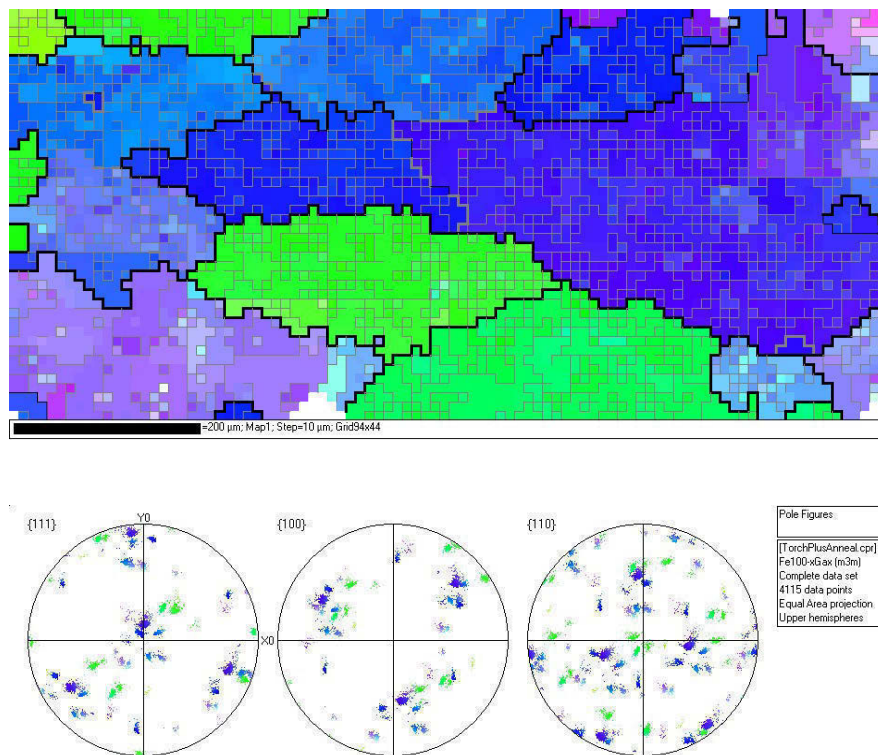 =200 µm; Map1; Step=10 µm; Grid94x44
{111}
Y0
{100}
{110}
X0
Pole Figures
[TorchPlusAnneal.cpr]
Fe100-xGax (m3m)
Complete data set
4115 data points
Equal Area projection
Upper hemispheres